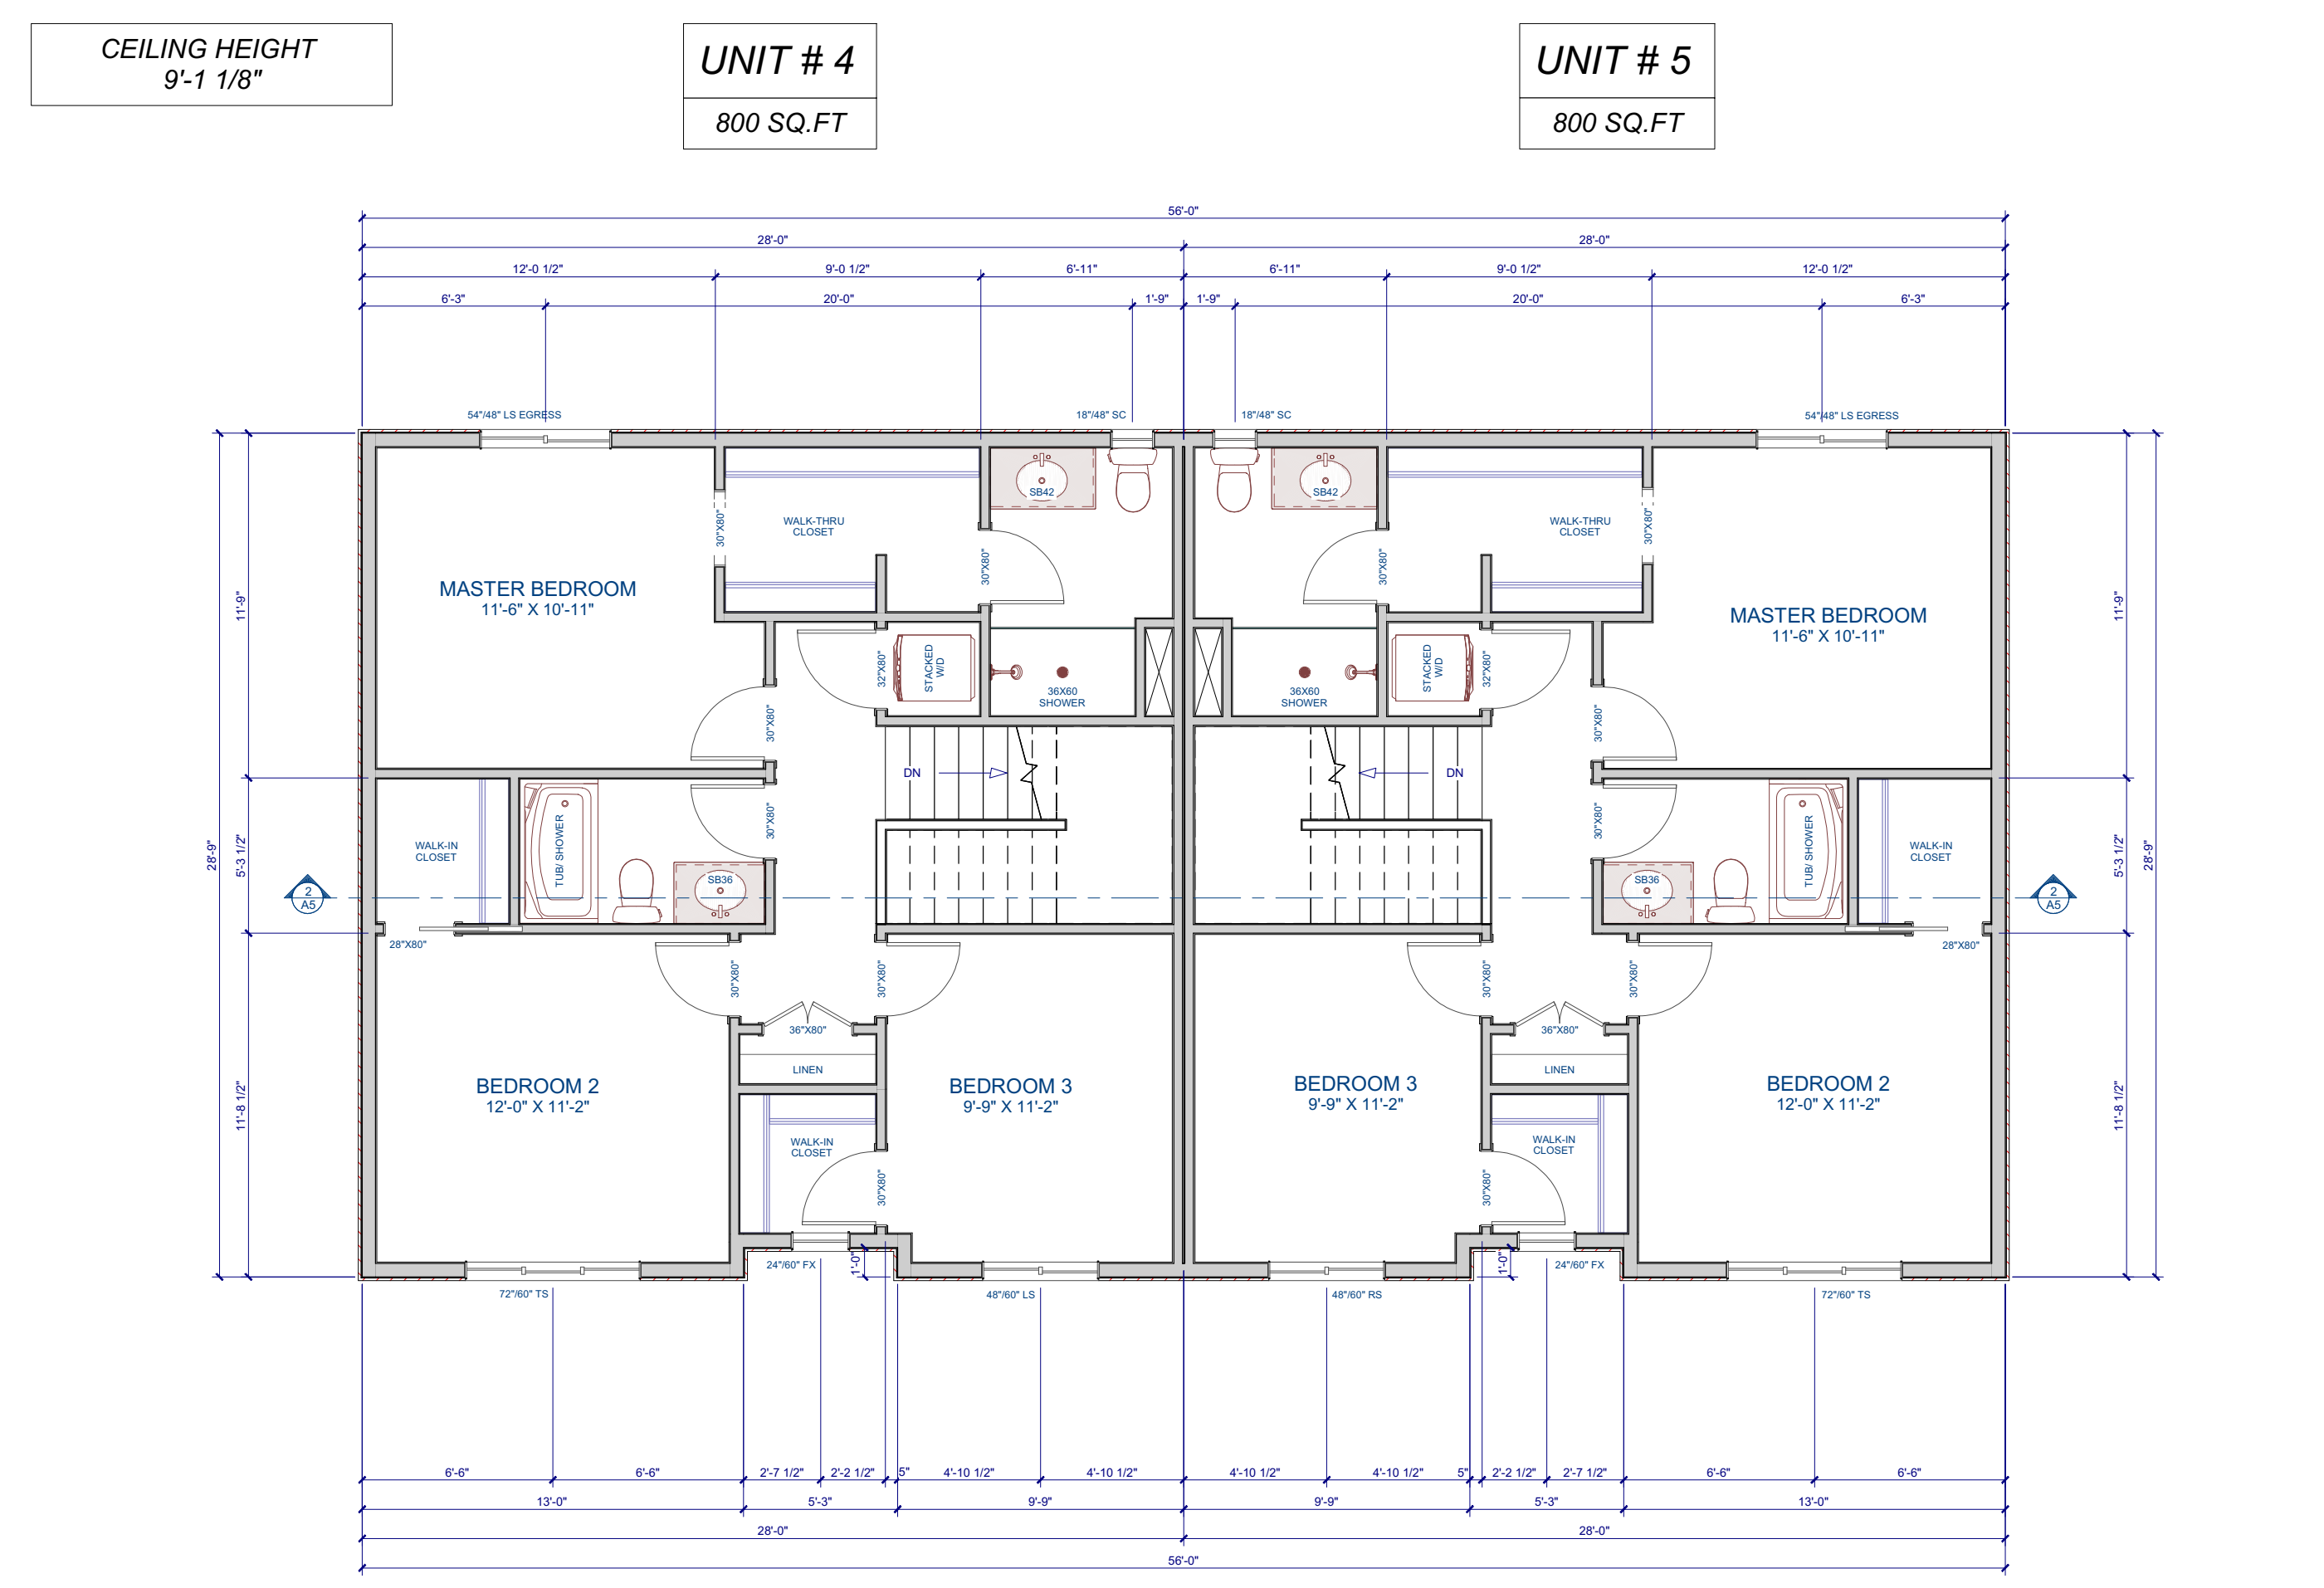 CEILING HEIGHT
9'-1 1/8"
UNIT # 4
800 SQ.FT
UNIT # 5
800 SQ.FT
56'-0"
28'-0"
28'-0"
12'-0 1/2"
9'-0 1/2"
6'-11"
6'-11"
9'-0 1/2"
12'-0 1/2"
6'-3"
20'-0"
1'-9"
1'-9"
20'-0"
6'-3"
54"/48" LS EGRESS
18"/48" SC
18"/48" SC
54"/48" LS EGRESS
SB42
SB42
WALK-THRU
CLOSET
WALK-THRU
CLOSET
30"X80"
30"X80"
30"X80"
30"X80"
MASTER BEDROOM
11'-6" X 10'-11"
MASTER BEDROOM
11'-6" X 10'-11"
11'-9"
11'-9"
32"X80"
STACKED
W/D
36X60
SHOWER
36X60
SHOWER
STACKED
W/D
32"X80"
30"X80"
30"X80"
DN
DN
30"X80"
30"X80"
WALK-IN
CLOSET
TUB/ SHOWER
SB36
SB36
TUB/ SHOWER
WALK-IN
CLOSET
28'-9"
5'-3 1/2"
5'-3 1/2"
28'-9"
2
A5
2
A5
28"X80"
28"X80"
30"X80"
30"X80"
30"X80"
30"X80"
36"X80"
36"X80"
LINEN
LINEN
BEDROOM 2
12'-0" X 11'-2"
BEDROOM 3
9'-9" X 11'-2"
BEDROOM 3
9'-9" X 11'-2"
BEDROOM 2
12'-0" X 11'-2"
11'-8 1/2"
11'-8 1/2"
WALK-IN
CLOSET
WALK-IN
CLOSET
30"X80"
30"X80"
24"/60" FX
1'-0"
1'-0"
24"/60" FX
72"/60" TS
48"/60" LS
48"/60" RS
72"/60" TS
6'-6"
6'-6"
2'-7 1/2"
2'-2 1/2"
5"
4'-10 1/2"
4'-10 1/2"
4'-10 1/2"
4'-10 1/2"
5"
2'-2 1/2"
2'-7 1/2"
6'-6"
6'-6"
13'-0"
5'-3"
9'-9"
9'-9"
5'-3"
13'-0"
28'-0"
28'-0"
56'-0"